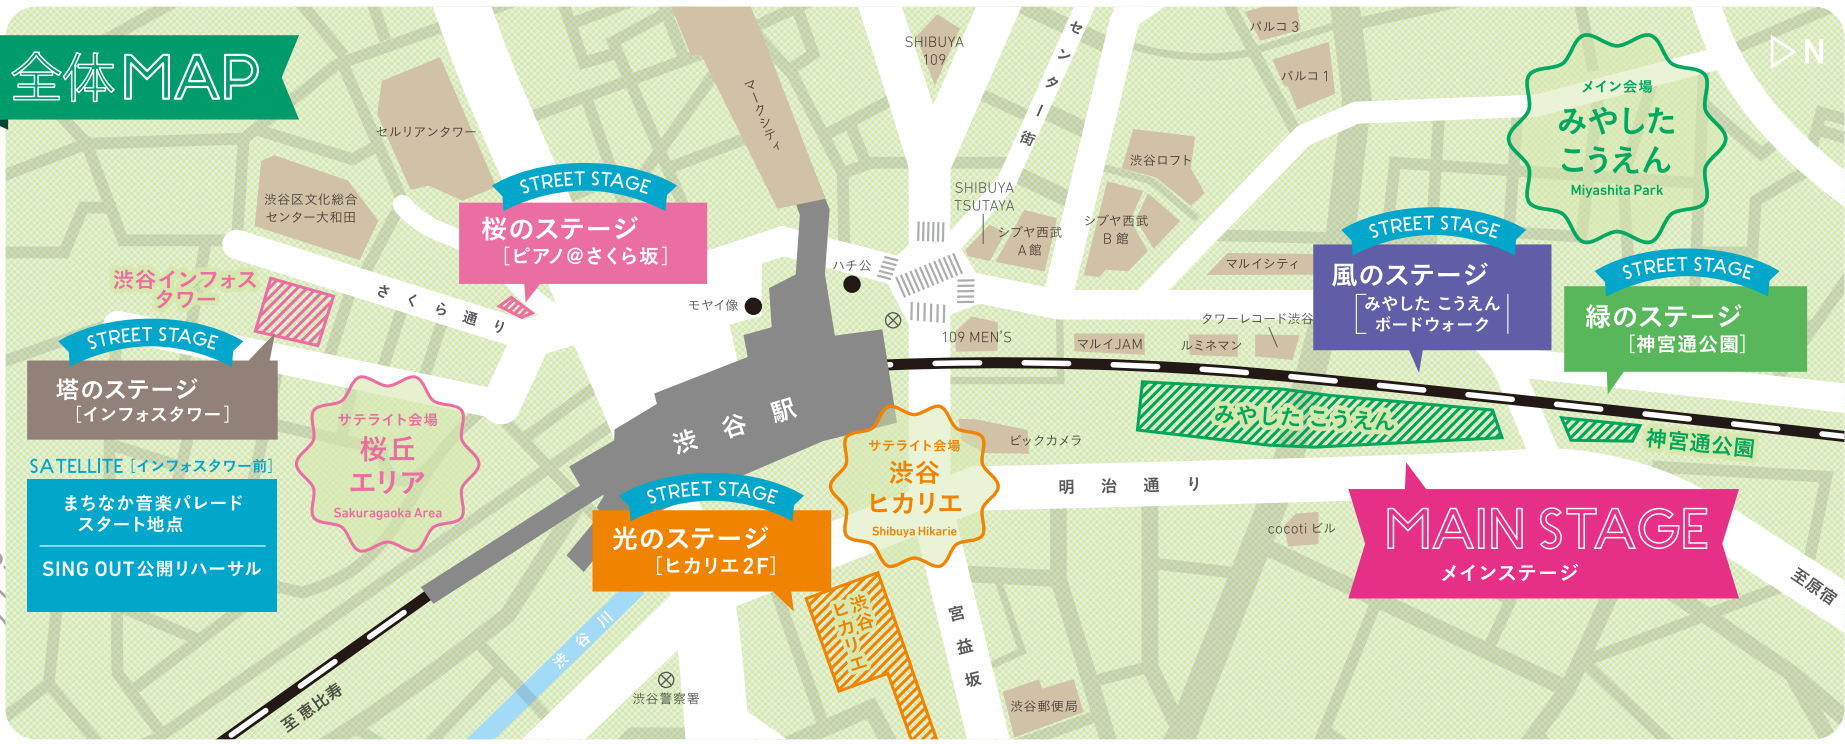 全体MAP
N
SHIBUYA
109
センター街
パルコ 3
パルコ 1
マークシティ
セルリアンタワー
渋谷区文化総合
センター大和田
渋谷ロフト
SHIBUYA
TSUTAYA
シブヤ西武
A 館
シブヤ西武
B 館
マルイシティ
メイン会場
みやした
こうえん
Miyashita Park
STREET STAGE
桜のステージ
[ピアノ@さくら坂]
渋谷インフォス
タワー
さくら通り
モヤイ像
ハチ公
109 MEN'S
マルイJAM
ルミネマン
タワーレコード渋谷
STREET STAGE
風のステージ
[みやした こうえん
ボードウォーク]
STREET STAGE
緑のステージ
[神宮通公園]
STREET STAGE
塔のステージ
[インフォスタワー]
SATELLITE [インフォスタワー前]
まちなか音楽パレード
スタート地点
SING OUT公開リハーサル
サテライト会場
桜丘
エリア
Sakuragaoka Area
渋谷駅
サテライト会場
渋谷
ヒカリエ
Shibuya Hikarie
ビックカメラ
みやした こうえん
神宮通公園
明治通り
STREET STAGE
光のステージ
[ヒカリエ 2F]
渋谷
ヒカリエ
cocoti ビル
MAIN STAGE
メインステージ
至原宿
宮益坂
渋谷川
渋谷警察署
渋谷郵便局
至恵比寿